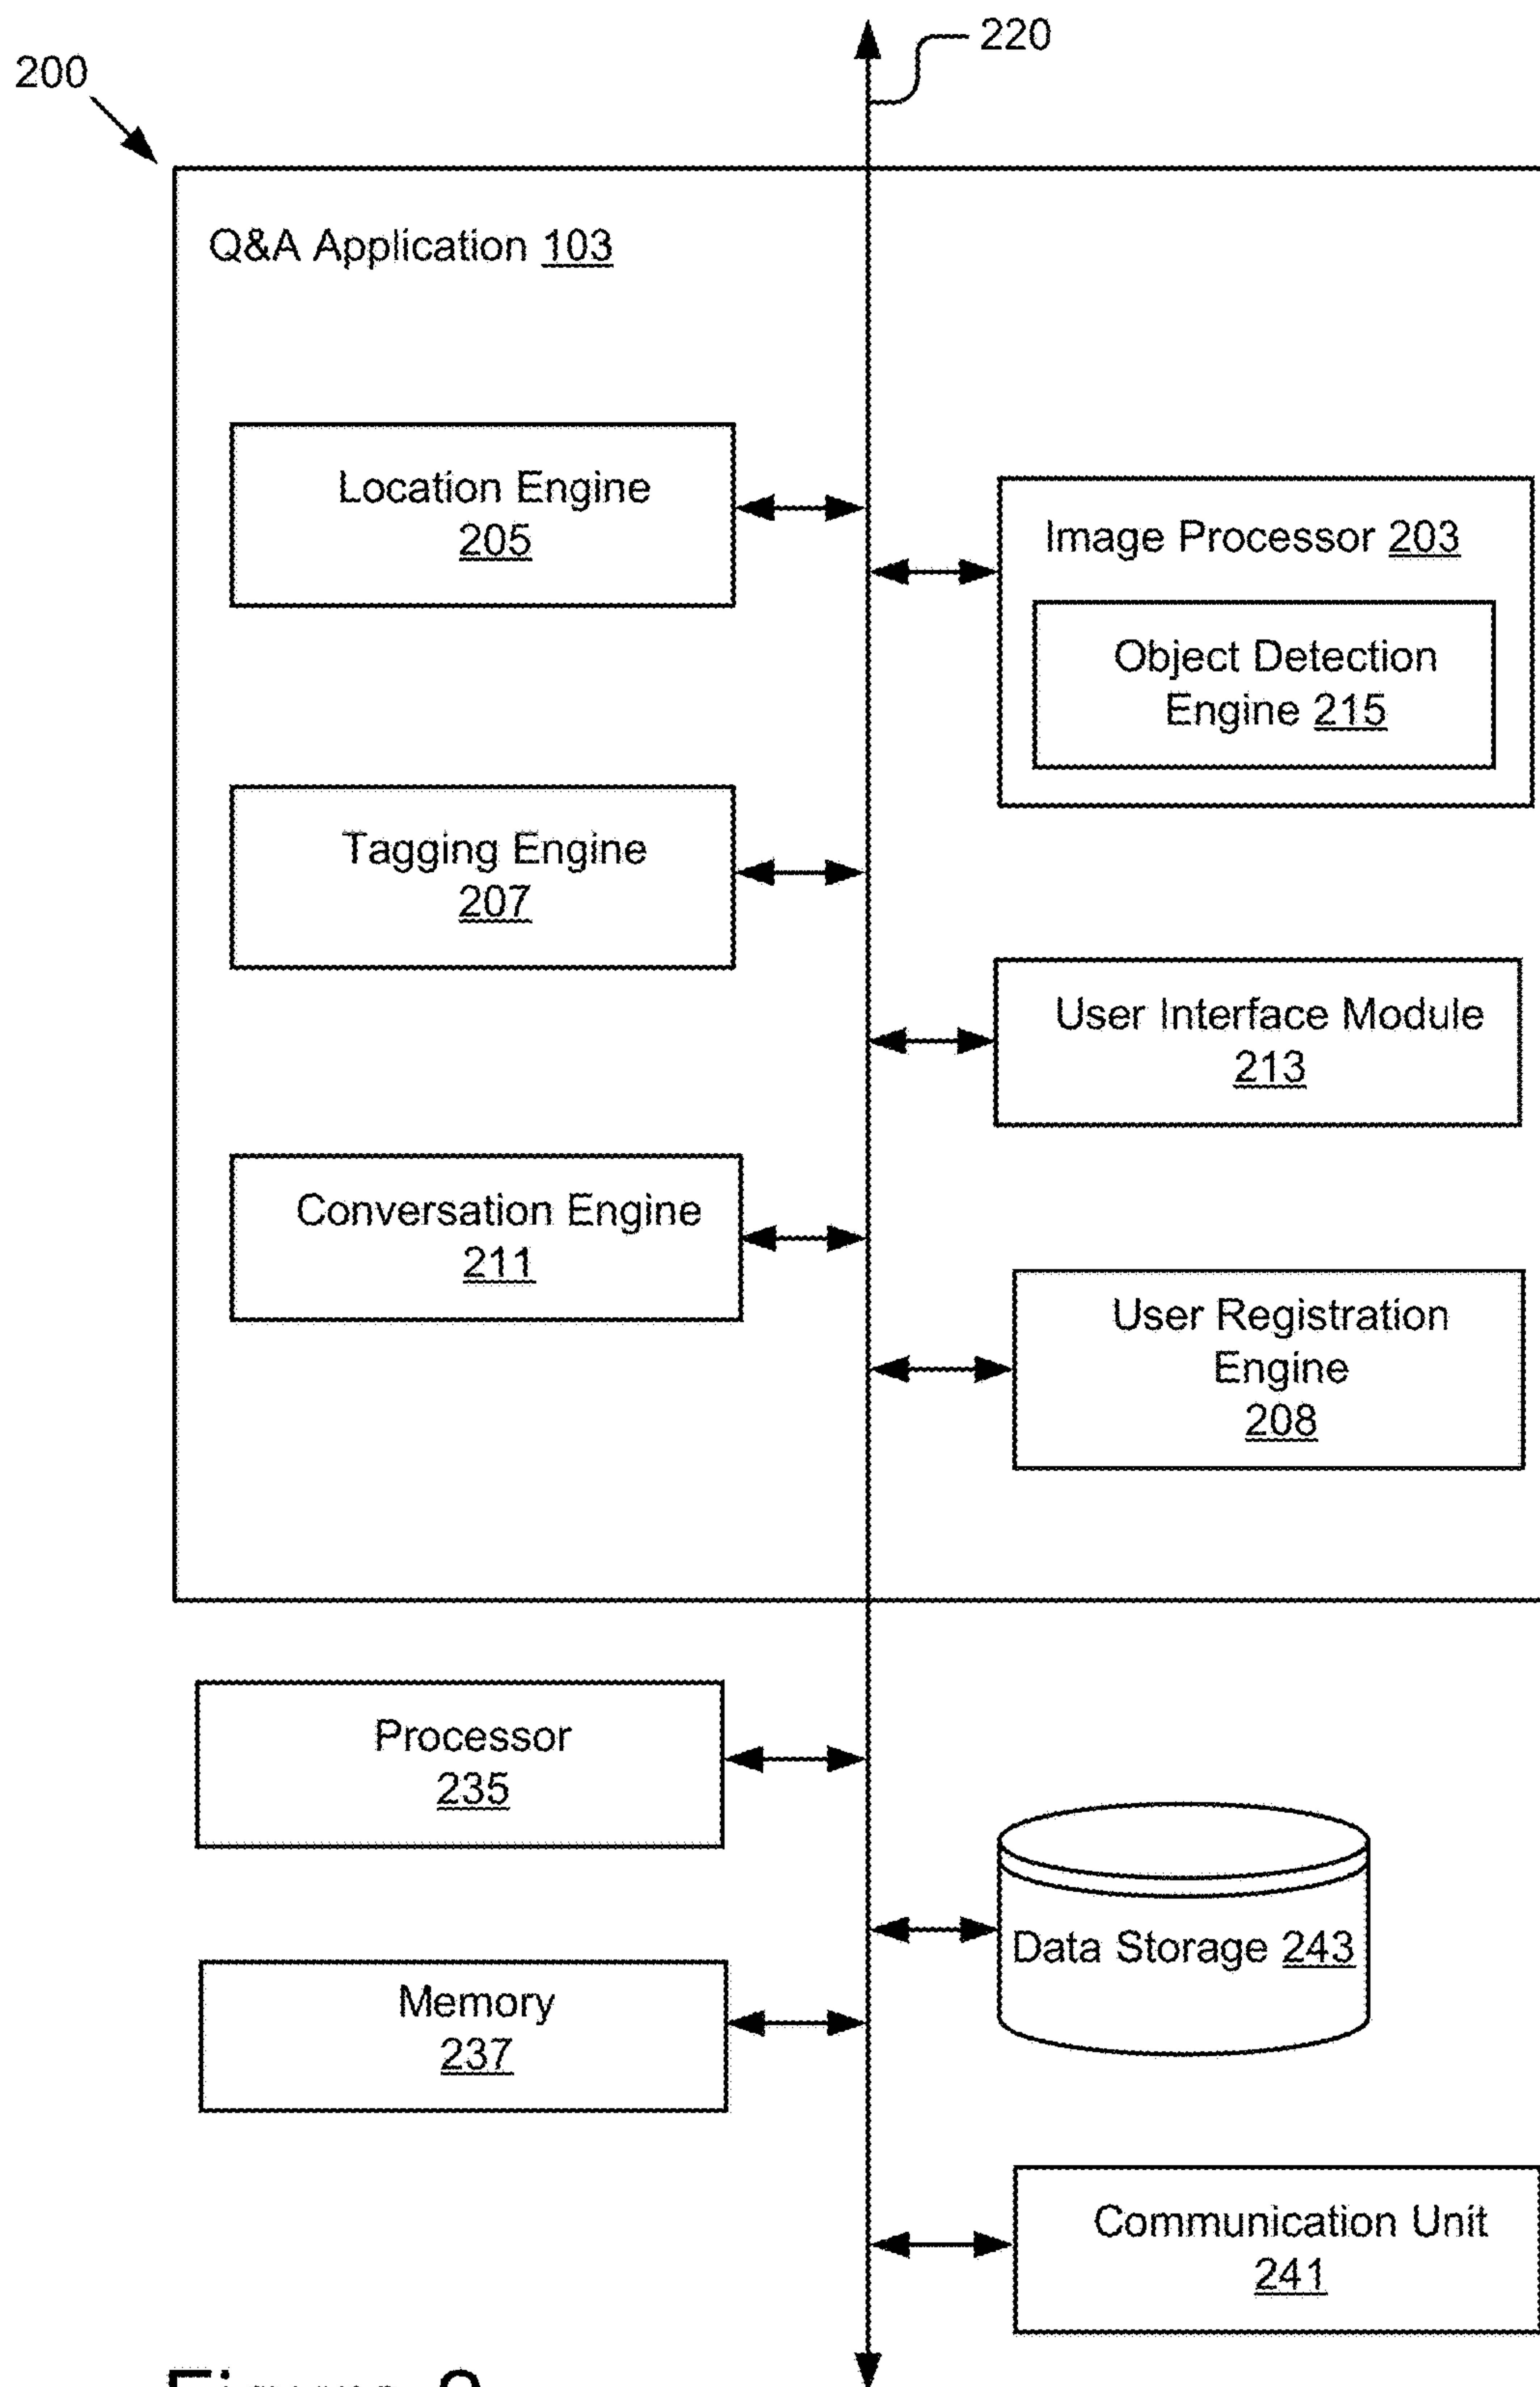 220
200
Q&A Application 103
Location Engine
205
Image Processor 203
Object Detection
Engine 215
Tagging Engine
207
User Interface Module
213
Conversation Engine
211
User Registration
Engine
208
Processor
235
Data Storage 243
Memory
237
Communication Unit
241